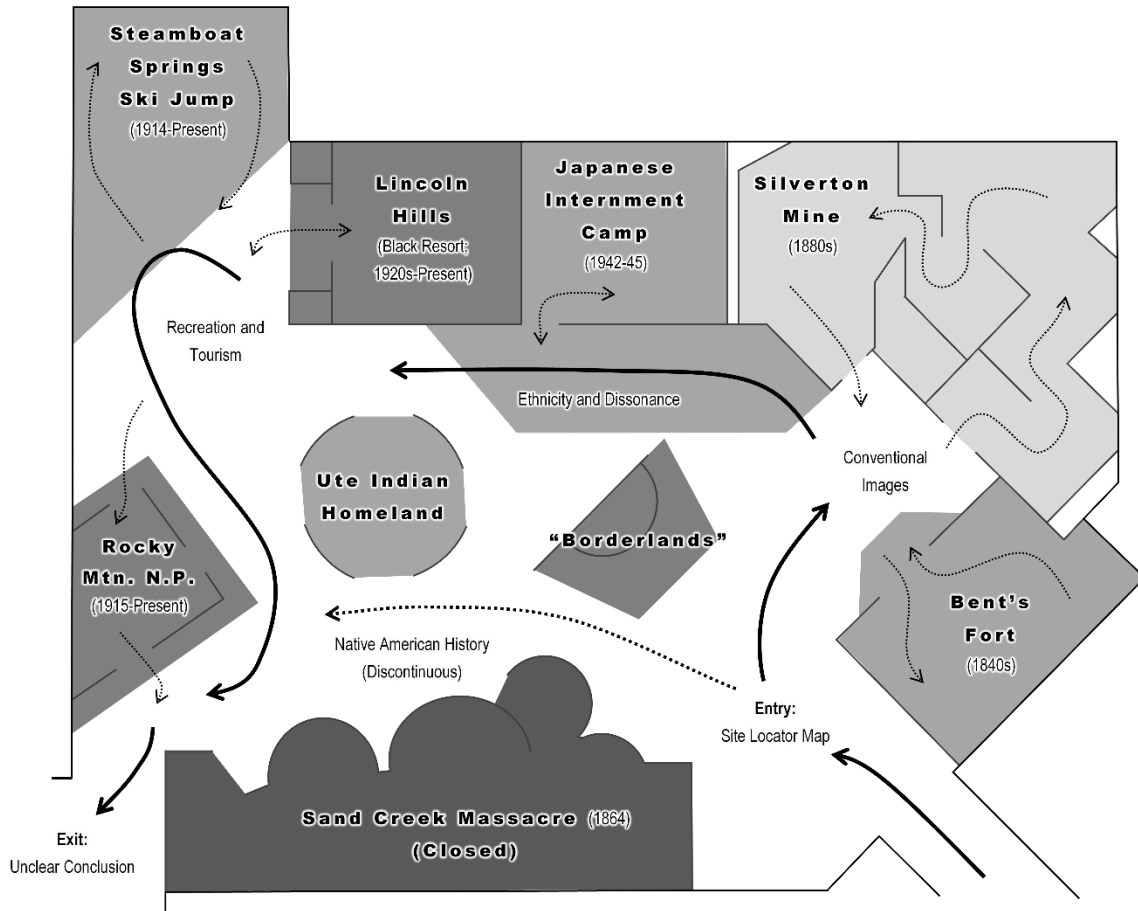 Steamboat
Springs
Ski Jump
(1914-Present)
Lincoln
Hills
(Black Resort;
1920s-Present)
Japanese
Internment
Camp
(1942-45)
Silverton
Mine
(1880s)
Recreation and
Tourism
Ethnicity and Dissonance
Conventional
Images
Ute Indian
Homeland
“Borderlands”
Rocky
Mtn. N.P.
(1915-Present)
Bent’s
Fort
(1840s)
Native American History
(Discontinuous)
Entry:
Site Locator Map
Sand Creek Massacre (1864)
(Closed)
Exit:
Unclear Conclusion